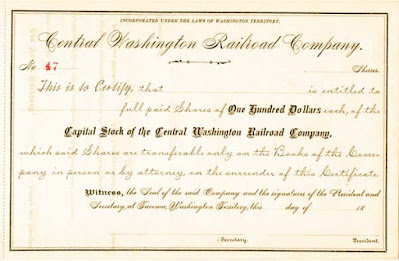 INCORPORATED UNDER THE LAWS OF WASHINGTON TERRITORY.
Central Washington Railroad Company.
No 47 Shares.
This is to Certify, that is entitled to
full paid Shares of One Hundred Dollars each, of the
Capital Stock of the Central Washington Railroad Company,
which said Shares are transferable only on the Books of the Com-
pany in person or by attorney, on the surrender of this Certificate
Witness, the Seal of the said Company and the signatures of the President and
Secretary, at Tacoma, Washington Territory, this day of 18
Secretary. President.